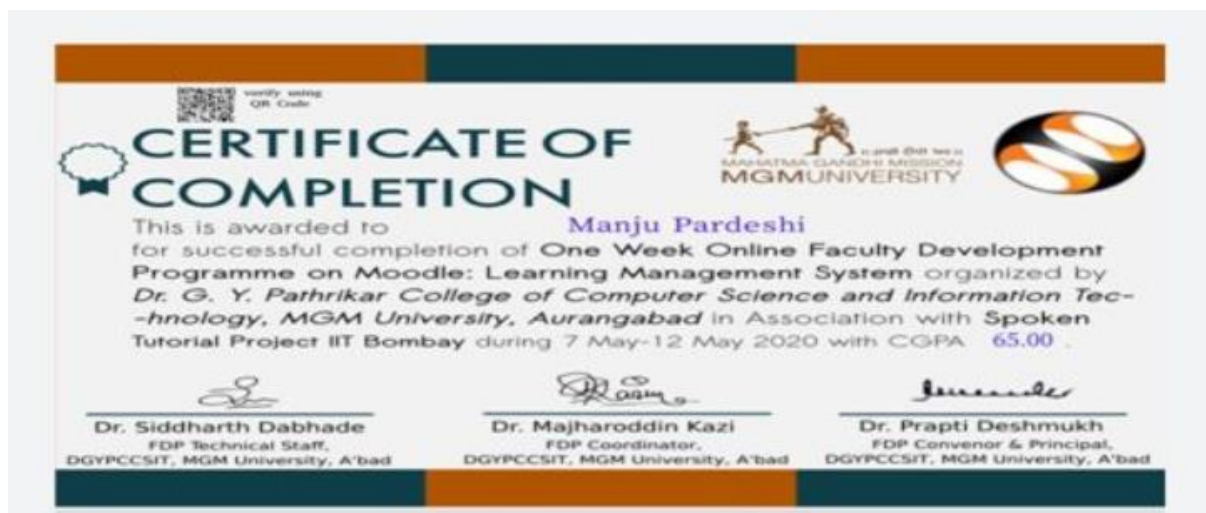 verify using
QR Code
CERTIFICATE OF
COMPLETION
MAHATMA GANDHI MISSION
MGMUNIVERSITY
This is awarded to Manju Pardeshi
for successful completion of One Week Online Faculty Development
Programme on Moodle: Learning Management System organized by
Dr. G. Y. Pathrikar College of Computer Science and Information Tec-
-hnology, MGM University, Aurangabad in Association with Spoken
Tutorial Project IIT Bombay during 7 May-12 May 2020 with CGPA 65.00 .
Dr. Siddharth Dabhade
FDP Technical Staff,
DGYPCCSIT, MGM University, A'bad
Dr. Majharoddin Kazi
FDP Coordinator,
DGYPCCSIT, MGM University, A'bad
Dr. Prapti Deshmukh
FDP Convenor & Principal,
DGYPCCSIT, MGM University, A'bad